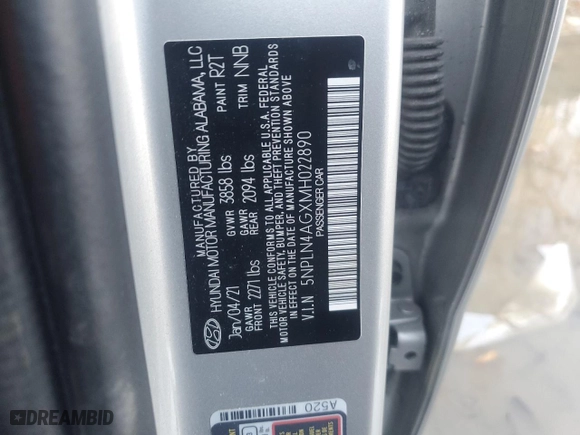 MANUFACTURED BY
HYUNDAI MOTOR MANUFACTURING ALABAMA, LLC
Jan/04/21 GVWR 3858 lbs PAINT R2T
GAWR FRONT 2271 lbs GAWR REAR 2094 lbs TRIM NNB
THIS VEHICLE CONFORMS TO ALL APPLICABLE U.S.A. FEDERAL
MOTOR VEHICLE SAFETY, BUMPER, AND THEFT PREVENTION STANDARDS
IN EFFECT ON THE DATE OF MANUFACTURE SHOWN ABOVE
V.I.N 5NPLN4AGXMH022890
PASSENGER CAR
A520
DREAMBID